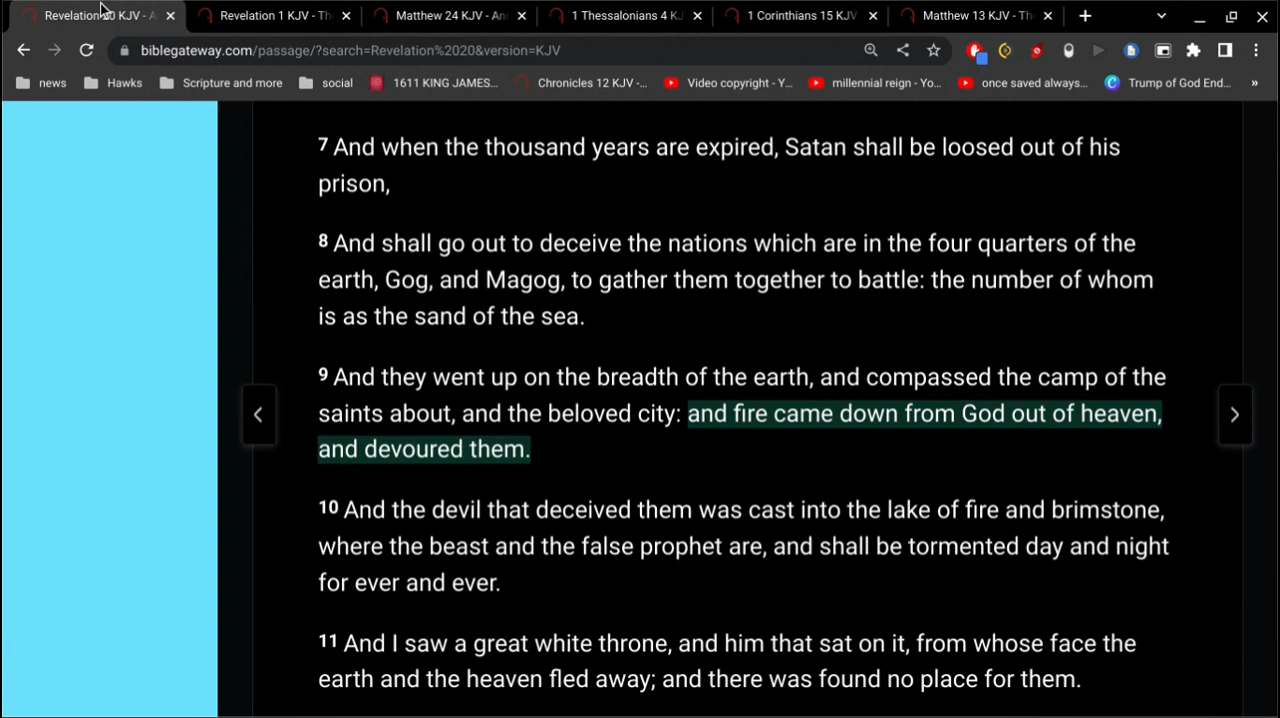 Revelation 20 KJV - A
Revelation 1 KJV - Th
Matthew 24 KJV - An
1 Thessalonians 4 KJ
1 Corinthians 15 KJV
Matthew 13 KJV - Th
biblegateway.com/passage/?search=Revelation%2020&version=KJV
news
Hawks
Scripture and more
social
1611 KING JAMES...
Chronicles 12 KJV -...
Video copyright - Y...
millennial reign - Yo...
once saved always...
Trump of God End...
7 And when the thousand years are expired, Satan shall be loosed out of his
prison,
8 And shall go out to deceive the nations which are in the four quarters of the
earth, Gog, and Magog, to gather them together to battle: the number of whom
is as the sand of the sea.
9 And they went up on the breadth of the earth, and compassed the camp of the
saints about, and the beloved city: and fire came down from God out of heaven,
and devoured them.
10 And the devil that deceived them was cast into the lake of fire and brimstone,
where the beast and the false prophet are, and shall be tormented day and night
for ever and ever.
11 And I saw a great white throne, and him that sat on it, from whose face the
earth and the heaven fled away; and there was found no place for them.